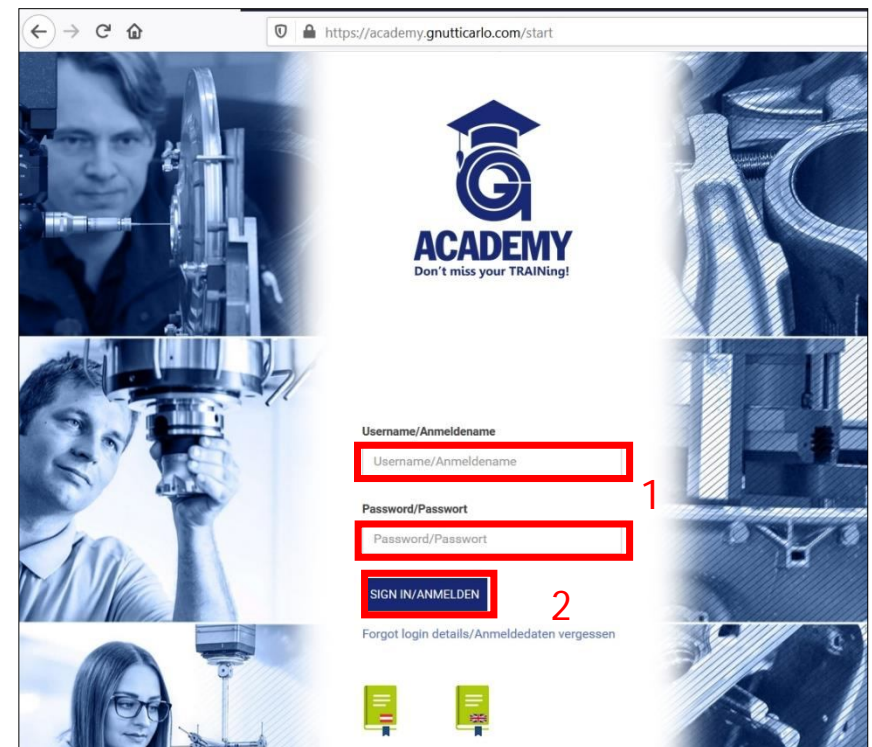 https://academy.gnutticarlo.com/start
ACADEMY
Don't miss your TRAINing!
Username/Anmeldename
Username/Anmeldename
1
Password/Passwort
Password/Passwort
SIGN IN/ANMELDEN
2
Forgot login details/Anmeldedaten vergessen